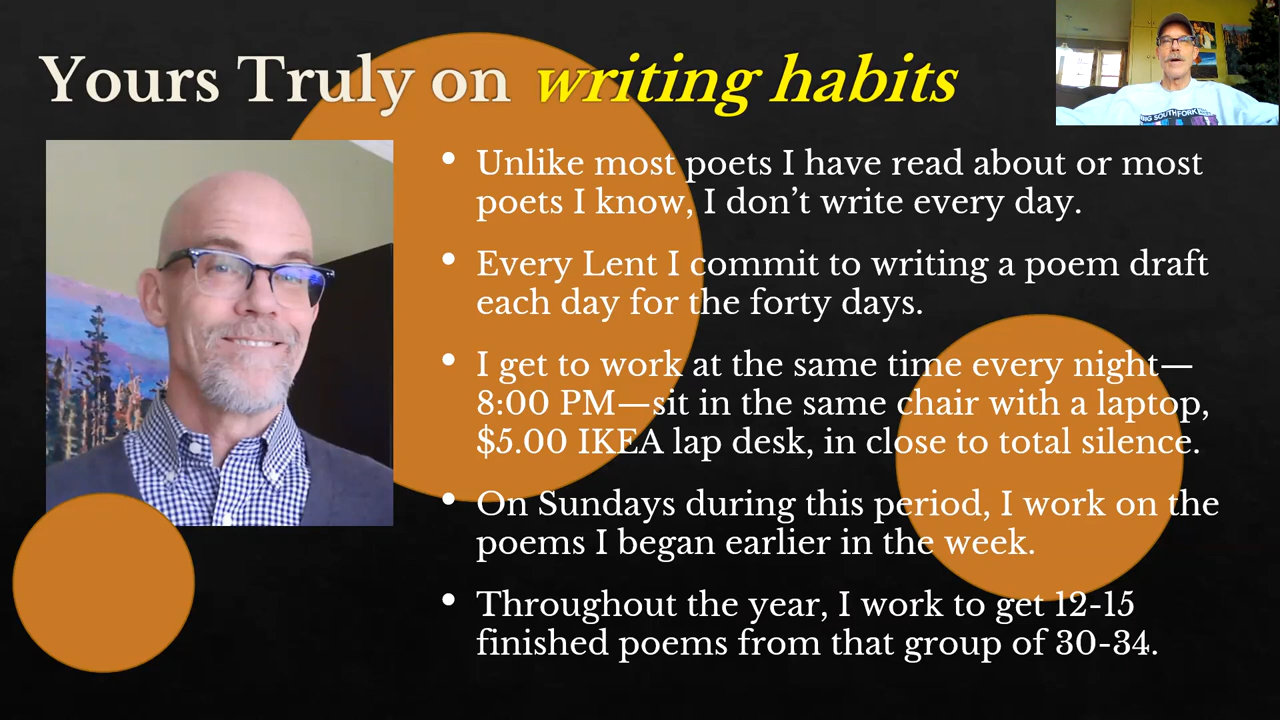 Yours Truly on writing habits
• Unlike most poets I have read about or most
poets I know, I don’t write every day.
• Every Lent I commit to writing a poem draft
each day for the forty days.
• I get to work at the same time every night—
8:00 PM—sit in the same chair with a laptop,
$5.00 IKEA lap desk, in close to total silence.
• On Sundays during this period, I work on the
poems I began earlier in the week.
• Throughout the year, I work to get 12-15
finished poems from that group of 30-34.